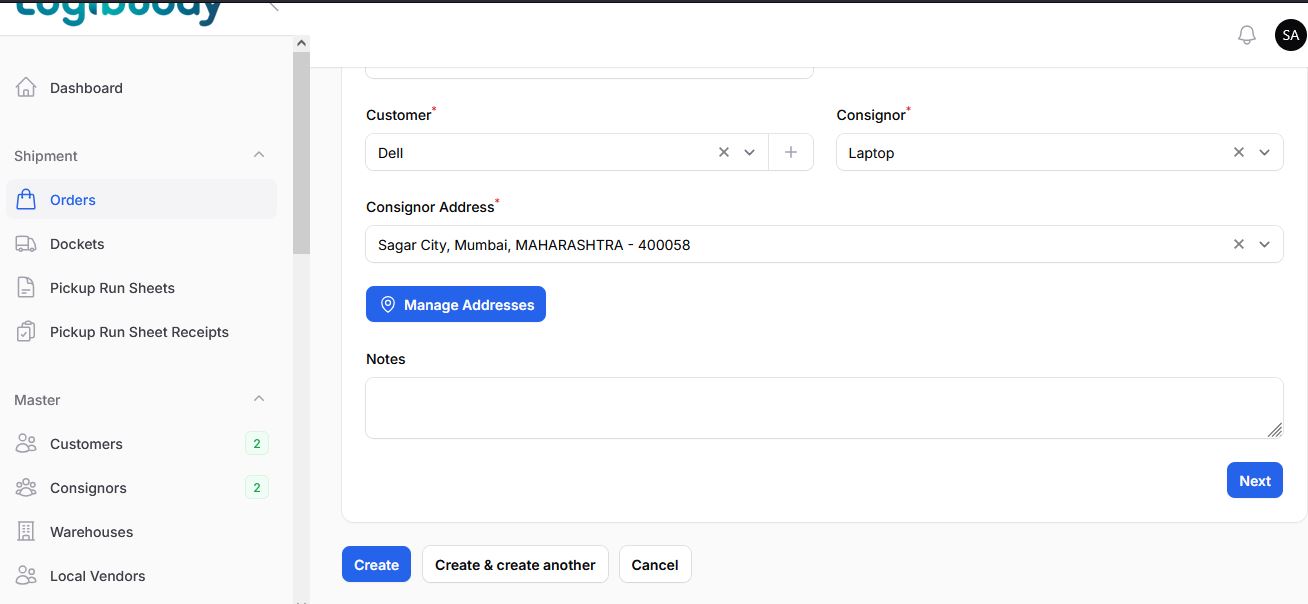 Logibuddy
SA
Dashboard
Shipment
Orders
Dockets
Pickup Run Sheets
Pickup Run Sheet Receipts
Master
Customers 2
Consignors 2
Warehouses
Local Vendors
Customer* Consignor*
Dell Laptop
Consignor Address*
Sagar City, Mumbai, MAHARASHTRA - 400058
Manage Addresses
Notes
Next
Create Create & create another Cancel